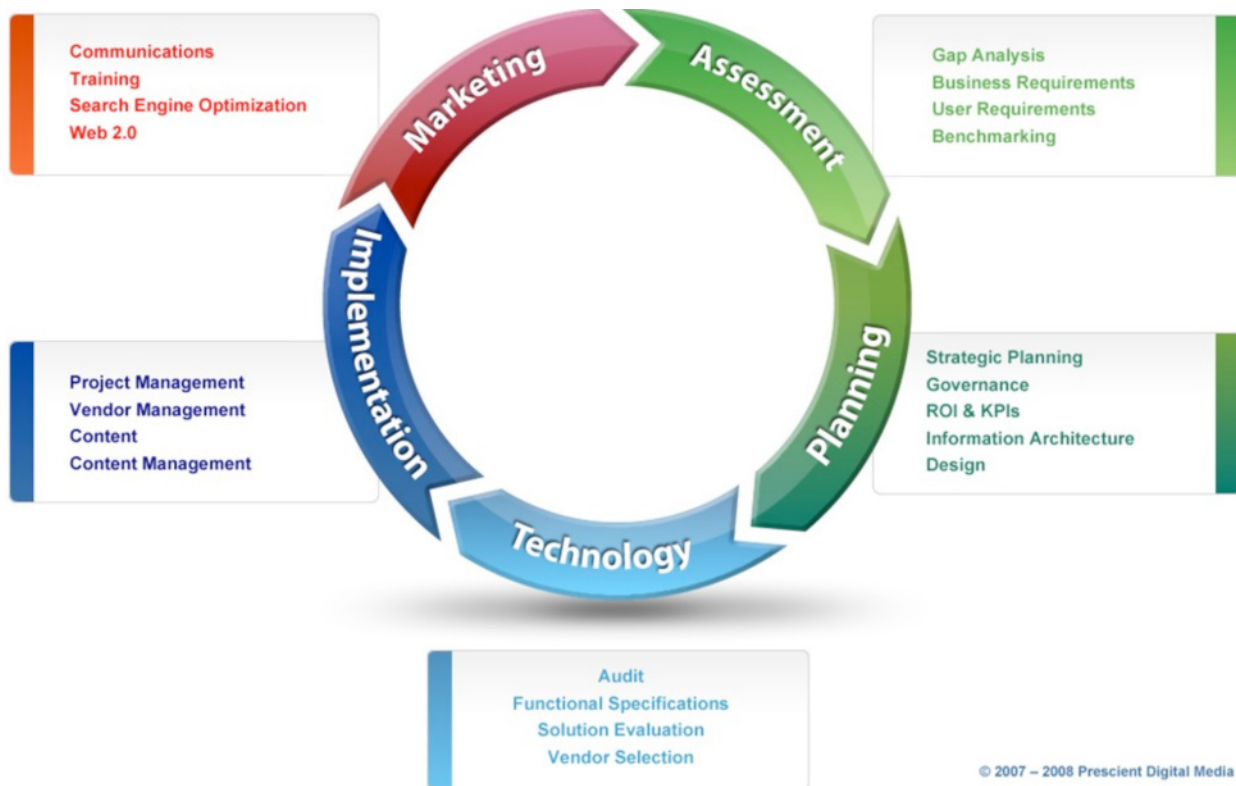 Communications
Training
Search Engine Optimization
Web 2.0
Marketing
Assessment
Gap Analysis
Business Requirements
User Requirements
Benchmarking
Implementation
Planning
Project Management
Vendor Management
Content
Content Management
Strategic Planning
Governance
ROI & KPIs
Information Architecture
Design
Technology
Audit
Functional Specifications
Solution Evaluation
Vendor Selection
© 2007 – 2008 Prescient Digital Media